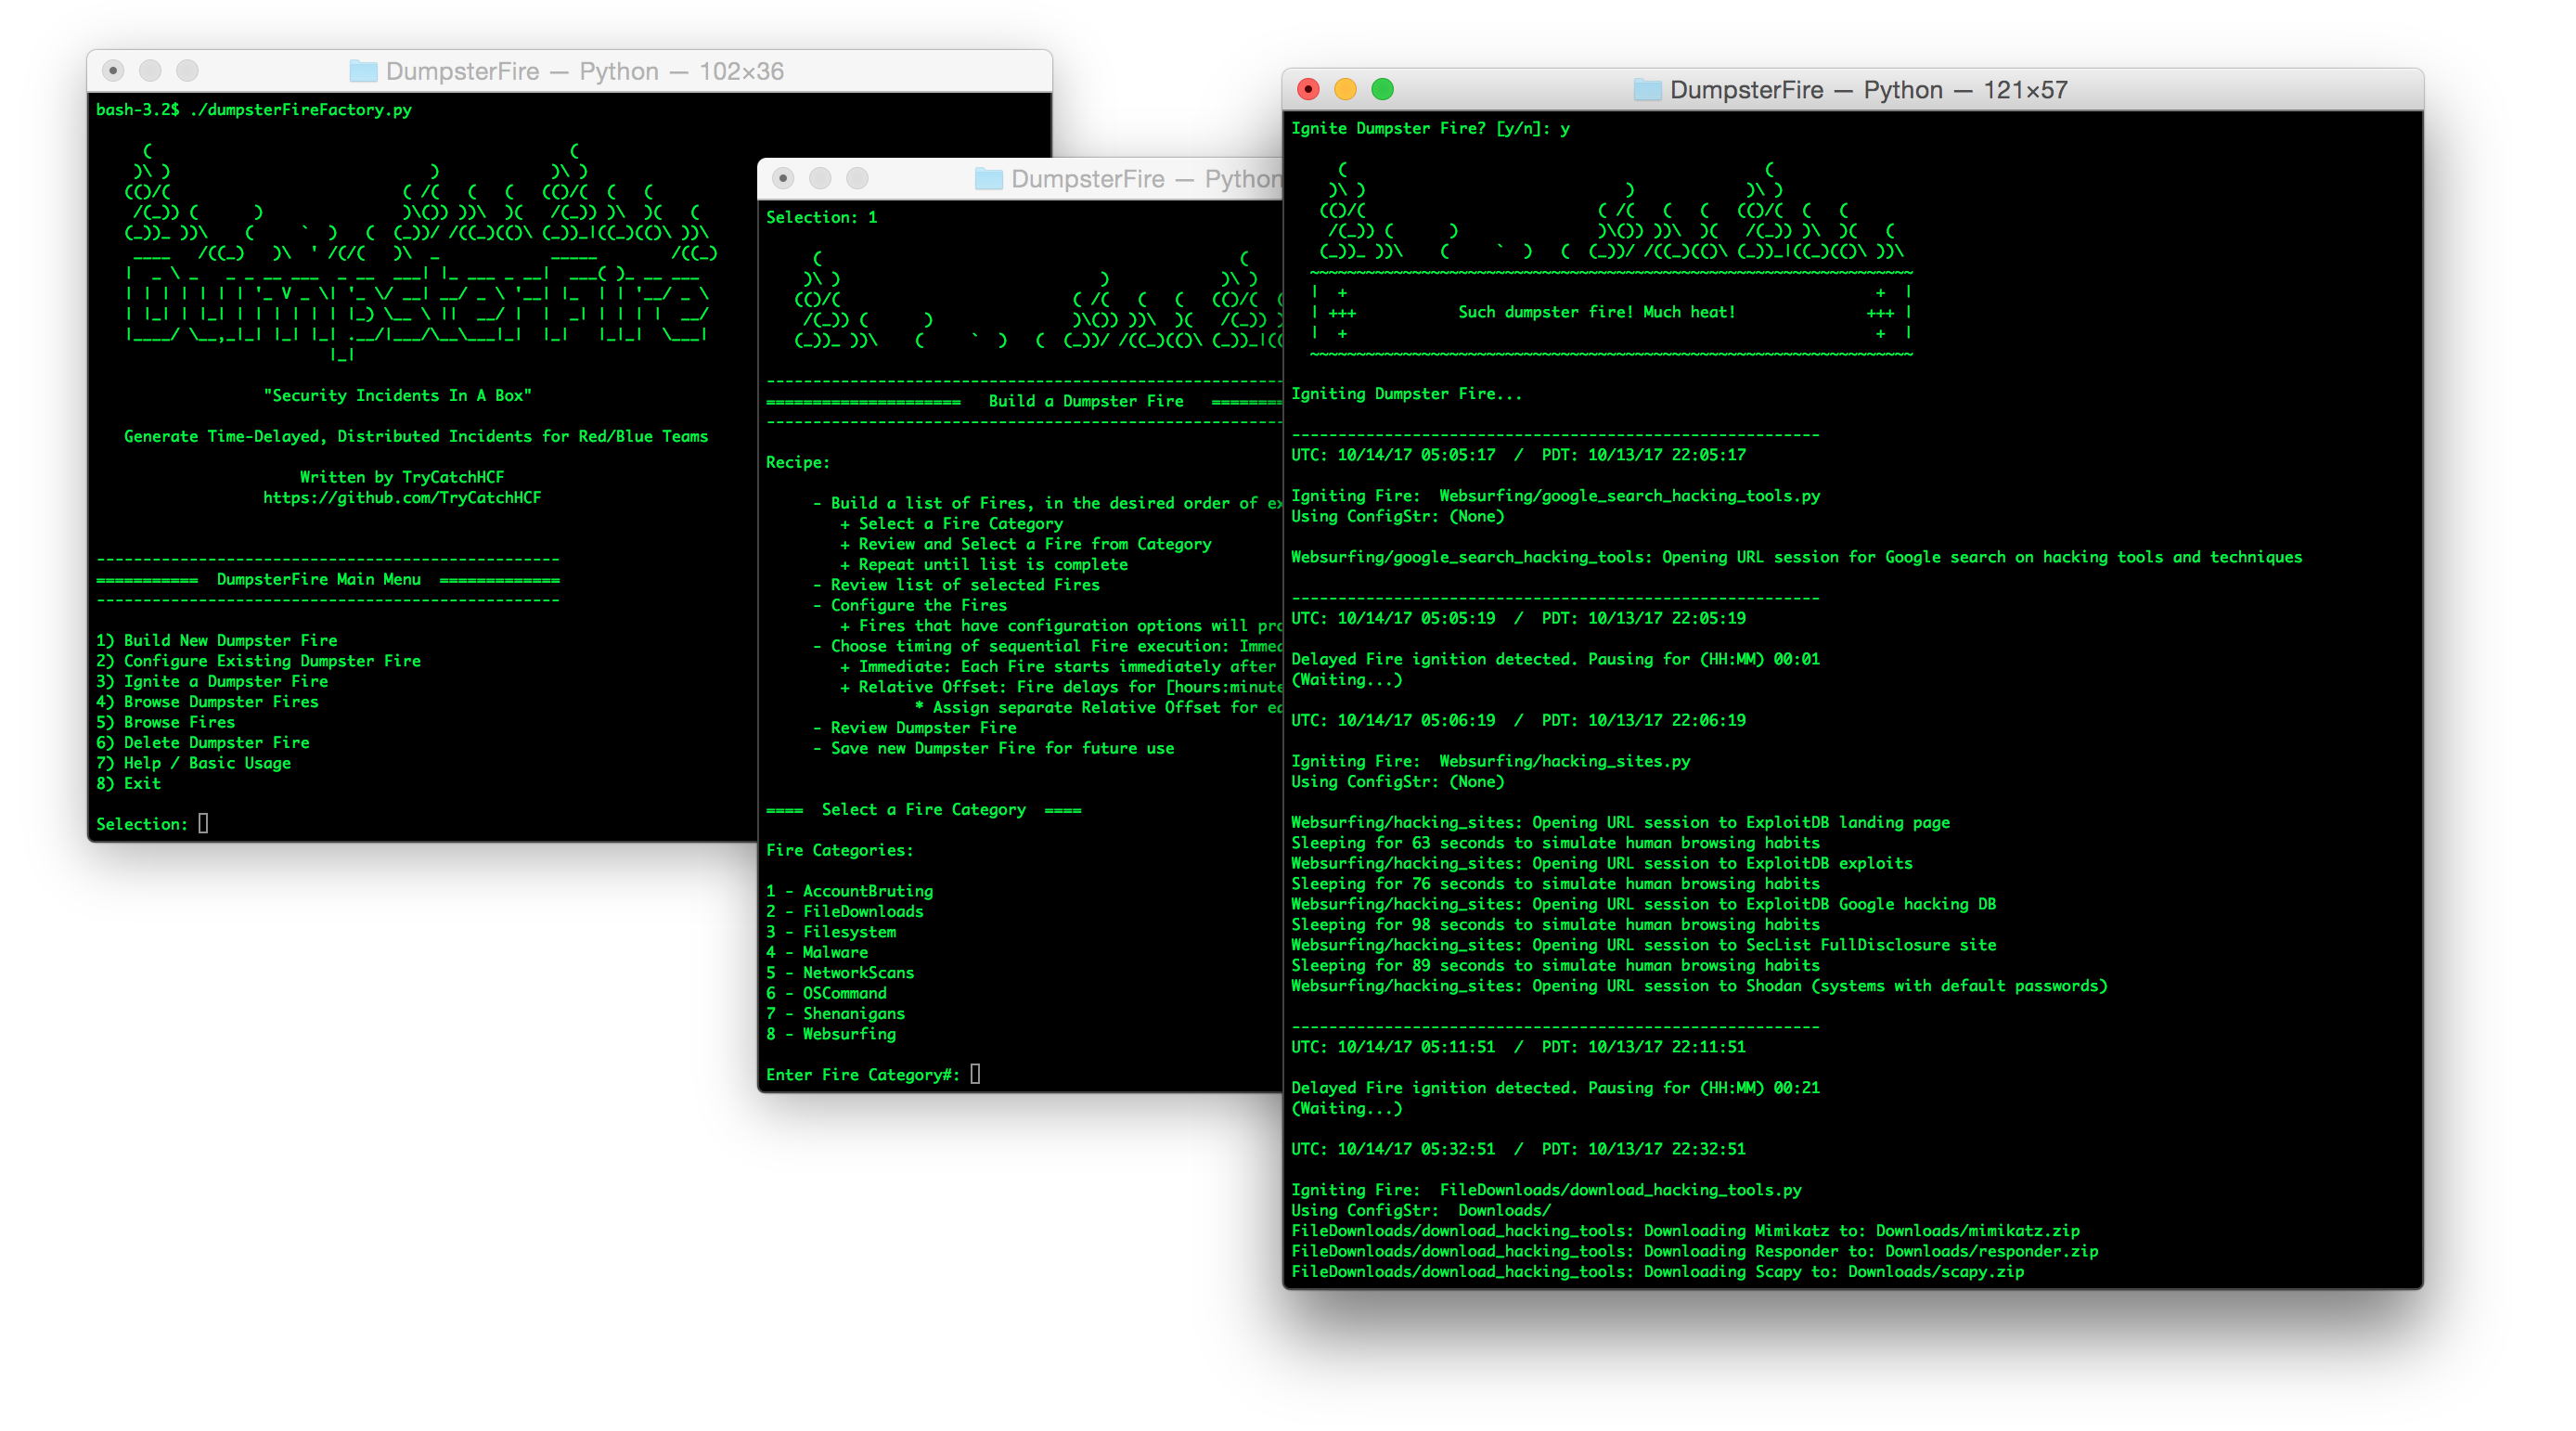 DumpsterFire — Python — 102×36
bash-3.2$ ./dumpsterFireFactory.py
DumpsterFire
"Security Incidents In A Box"
Generate Time-Delayed, Distributed Incidents for Red/Blue Teams
Written by TryCatchHCF
https://github.com/TryCatchHCF
-----------
=========== DumpsterFire Main Menu =============
1) Build New Dumpster Fire
2) Configure Existing Dumpster Fire
3) Ignite a Dumpster Fire
4) Browse Dumpster Fires
5) Browse Fires
6) Delete Dumpster Fire
7) Help / Basic Usage
8) Exit
Selection:
DumpsterFire — Python
Selection: 1
===================== Build a Dumpster Fire ========
Recipe:
- Build a list of Fires, in the desired order of
+ Select a Fire Category
+ Review and Select a Fire from Category
+ Repeat until list is complete
- Review list of selected Fires
- Configure the Fires
+ Fires that have configuration options will
- Choose timing of sequential Fire execution:
+ Immediate: Each Fire starts immediately after
+ Relative Offset: Fire delays for
* Assign separate Relative Offset for
- Review Dumpster Fire
- Save new Dumpster Fire for future use
==== Select a Fire Category ====
Fire Categories:
1 - AccountBruting
2 - FileDownloads
3 - Filesystem
4 - Malware
5 - NetworkScans
6 - OSCommand
7 - Shenanigans
8 - Websurfing
Enter Fire Category#:
DumpsterFire — Python — 121×57
Ignite Dumpster Fire? [y/n]: y
Such dumpster fire! Much heat!
Igniting Dumpster Fire...
UTC: 10/14/17 05:05:17 / PDT: 10/13/17 22:05:17
Igniting Fire: Websurfing/google_search_hacking_tools.py
Using ConfigStr: (None)
Websurfing/google_search_hacking_tools: Opening URL session for Google search on hacking tools and techniques
UTC: 10/14/17 05:05:19 / PDT: 10/13/17 22:05:19
Delayed Fire ignition detected. Pausing for (HH:MM) 00:01
(Waiting...)
UTC: 10/14/17 05:06:19 / PDT: 10/13/17 22:06:19
Igniting Fire: Websurfing/hacking_sites.py
Using ConfigStr: (None)
Websurfing/hacking_sites: Opening URL session to ExploitDB landing page
Sleeping for 63 seconds to simulate human browsing habits
Websurfing/hacking_sites: Opening URL session to ExploitDB exploits
Sleeping for 76 seconds to simulate human browsing habits
Websurfing/hacking_sites: Opening URL session to ExploitDB Google hacking DB
Sleeping for 98 seconds to simulate human browsing habits
Websurfing/hacking_sites: Opening URL session to SecList FullDisclosure site
Sleeping for 89 seconds to simulate human browsing habits
Websurfing/hacking_sites: Opening URL session to Shodan (systems with default passwords)
UTC: 10/14/17 05:11:51 / PDT: 10/13/17 22:11:51
Delayed Fire ignition detected. Pausing for (HH:MM) 00:21
(Waiting...)
UTC: 10/14/17 05:32:51 / PDT: 10/13/17 22:32:51
Igniting Fire: FileDownloads/download_hacking_tools.py
Using ConfigStr: Downloads/
FileDownloads/download_hacking_tools: Downloading Mimikatz to: Downloads/mimikatz.zip
FileDownloads/download_hacking_tools: Downloading Responder to: Downloads/responder.zip
FileDownloads/download_hacking_tools: Downloading Scapy to: Downloads/scapy.zip